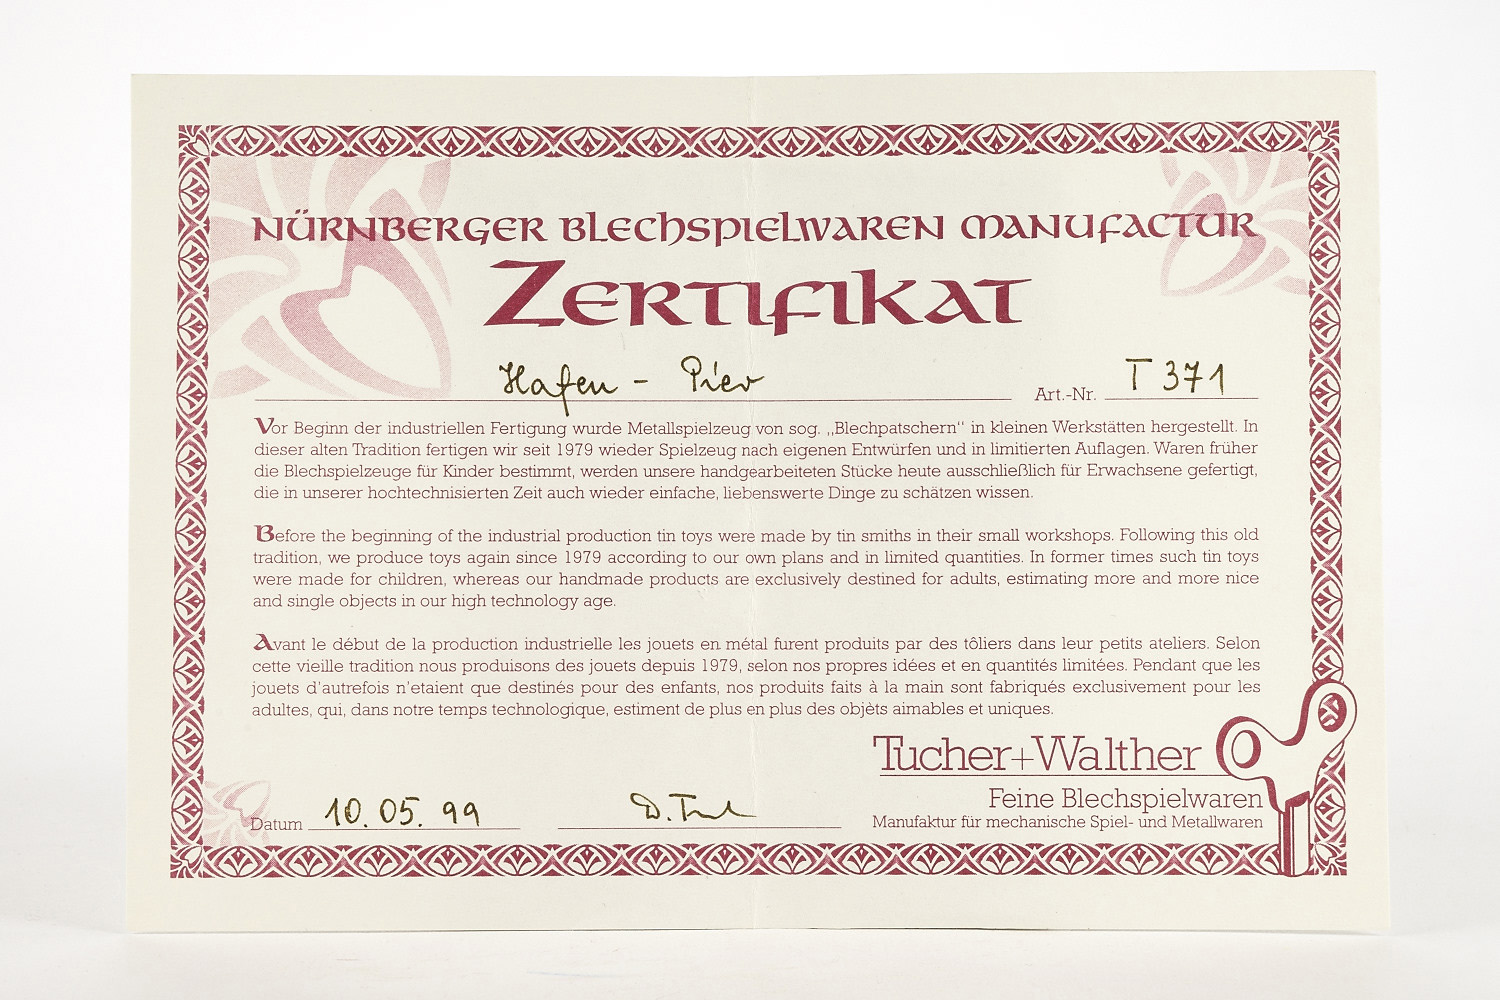 NÜRNBERGER BLECHSPIELWAREN MANUFACTUR
ZERTIFIKAT
Hafen - Pier
Art.-Nr. T 371
Vor Beginn der industriellen Fertigung wurde Metallspielzeug von sog. „Blechpatschern“ in kleinen Werkstätten hergestellt. In
dieser alten Tradition fertigen wir seit 1979 wieder Spielzeug nach eigenen Entwürfen und in limitierten Auflagen. Waren früher
die Blechspielzeuge für Kinder bestimmt, werden unsere handgearbeiteten Stücke heute ausschließlich für Erwachsene gefertigt,
die in unserer hochtechnisierten Zeit auch wieder einfache, liebenswerte Dinge zu schätzen wissen.
Before the beginning of the industrial production tin toys were made by tin smiths in their small workshops. Following this old
tradition, we produce toys again since 1979 according to our own plans and in limited quantities. In former times such tin toys
were made for children, whereas our handmade products are exclusively destined for adults, estimating more and more nice
and single objects in our high technology age.
Avant le début de la production industrielle les jouets en métal furent produits par des tôliers dans leur petits ateliers. Selon
cette vieille tradition nous produisons des jouets depuis 1979, selon nos propres idées et en quantités limitées. Pendant que les
jouets d'autrefois n'etaient que destinés pour des enfants, nos produits faits à la main sont fabriqués exclusivement pour les
adultes, qui, dans notre temps technologique, estiment de plus en plus des objèts aimables et uniques.
Tucher+Walther
Feine Blechspielwaren
Manufaktur für mechanische Spiel- und Metallwaren
Datum 10.05.99